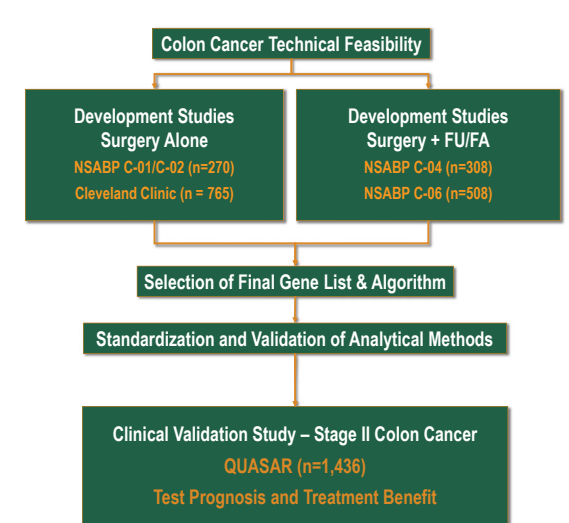 Colon Cancer Technical Feasibility
Development Studies
Surgery Alone
NSABP C-01/C-02 (n=270)
Cleveland Clinic (n = 765)
Development Studies
Surgery + FU/FA
NSABP C-04 (n=308)
NSABP C-06 (n=508)
Selection of Final Gene List & Algorithm
Standardization and Validation of Analytical Methods
Clinical Validation Study – Stage II Colon Cancer
QUASAR (n=1,436)
Test Prognosis and Treatment Benefit